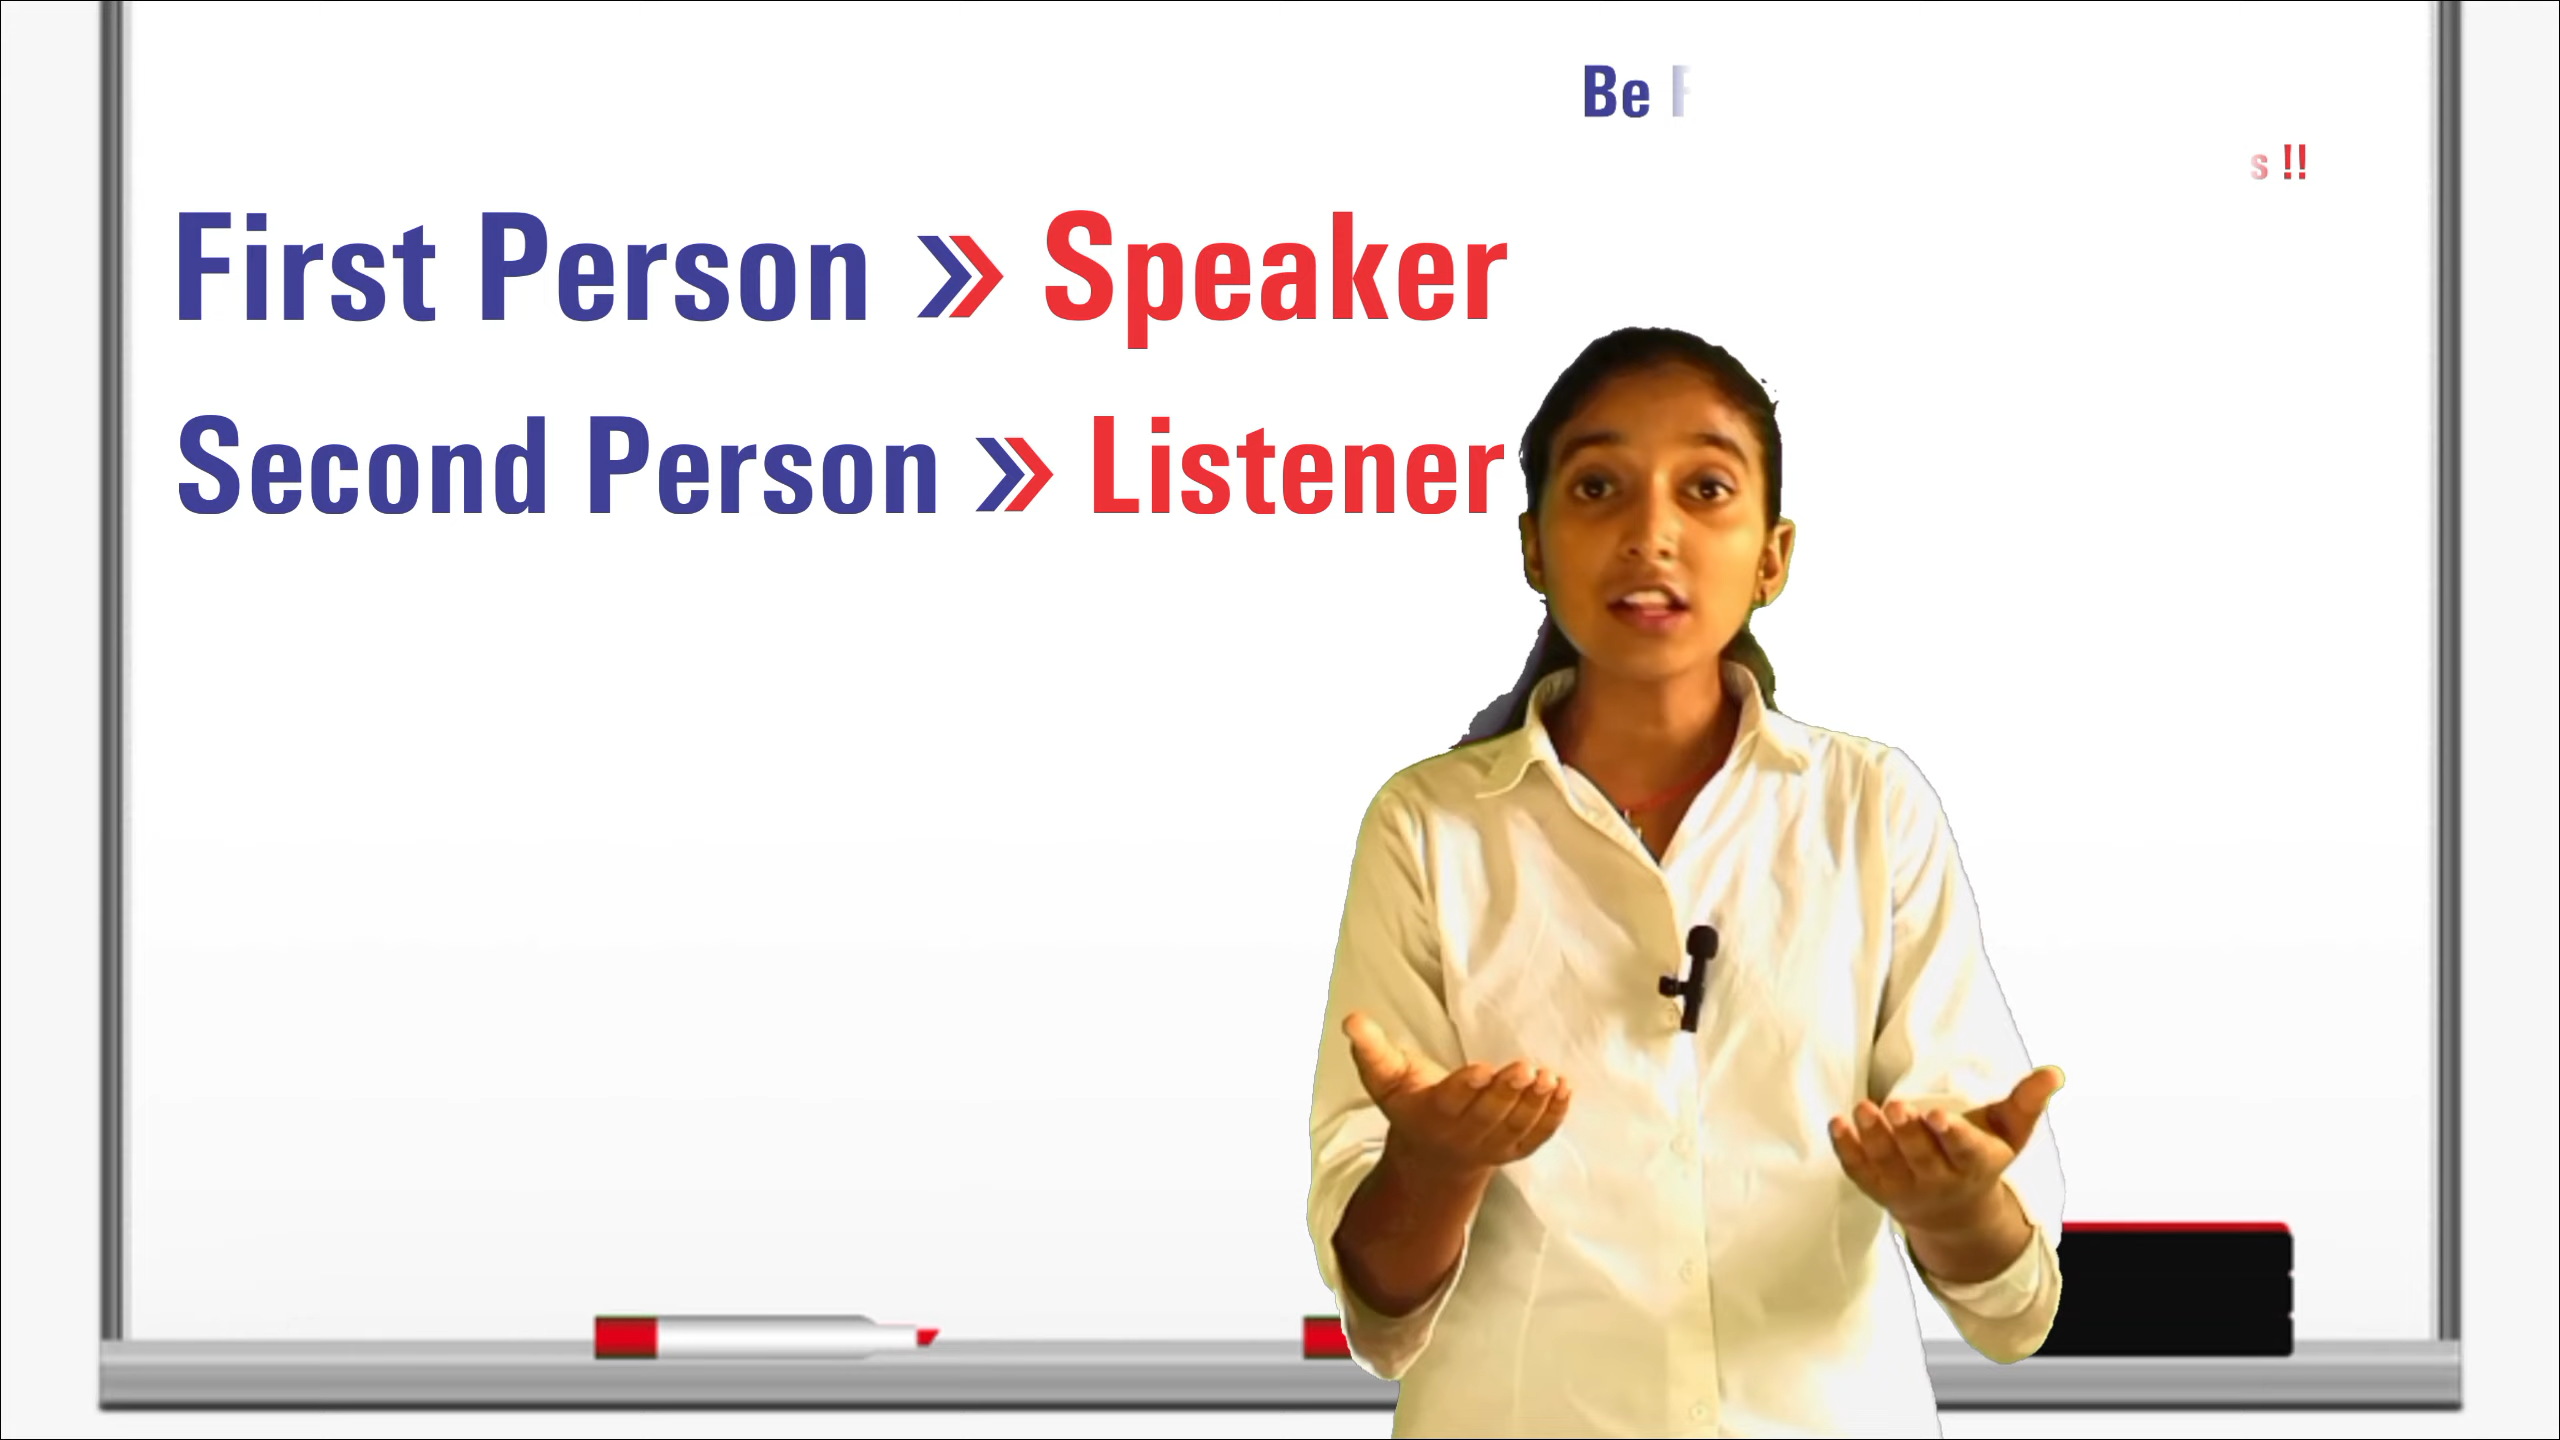 Be
s !!
First Person » Speaker
Second Person » Listener